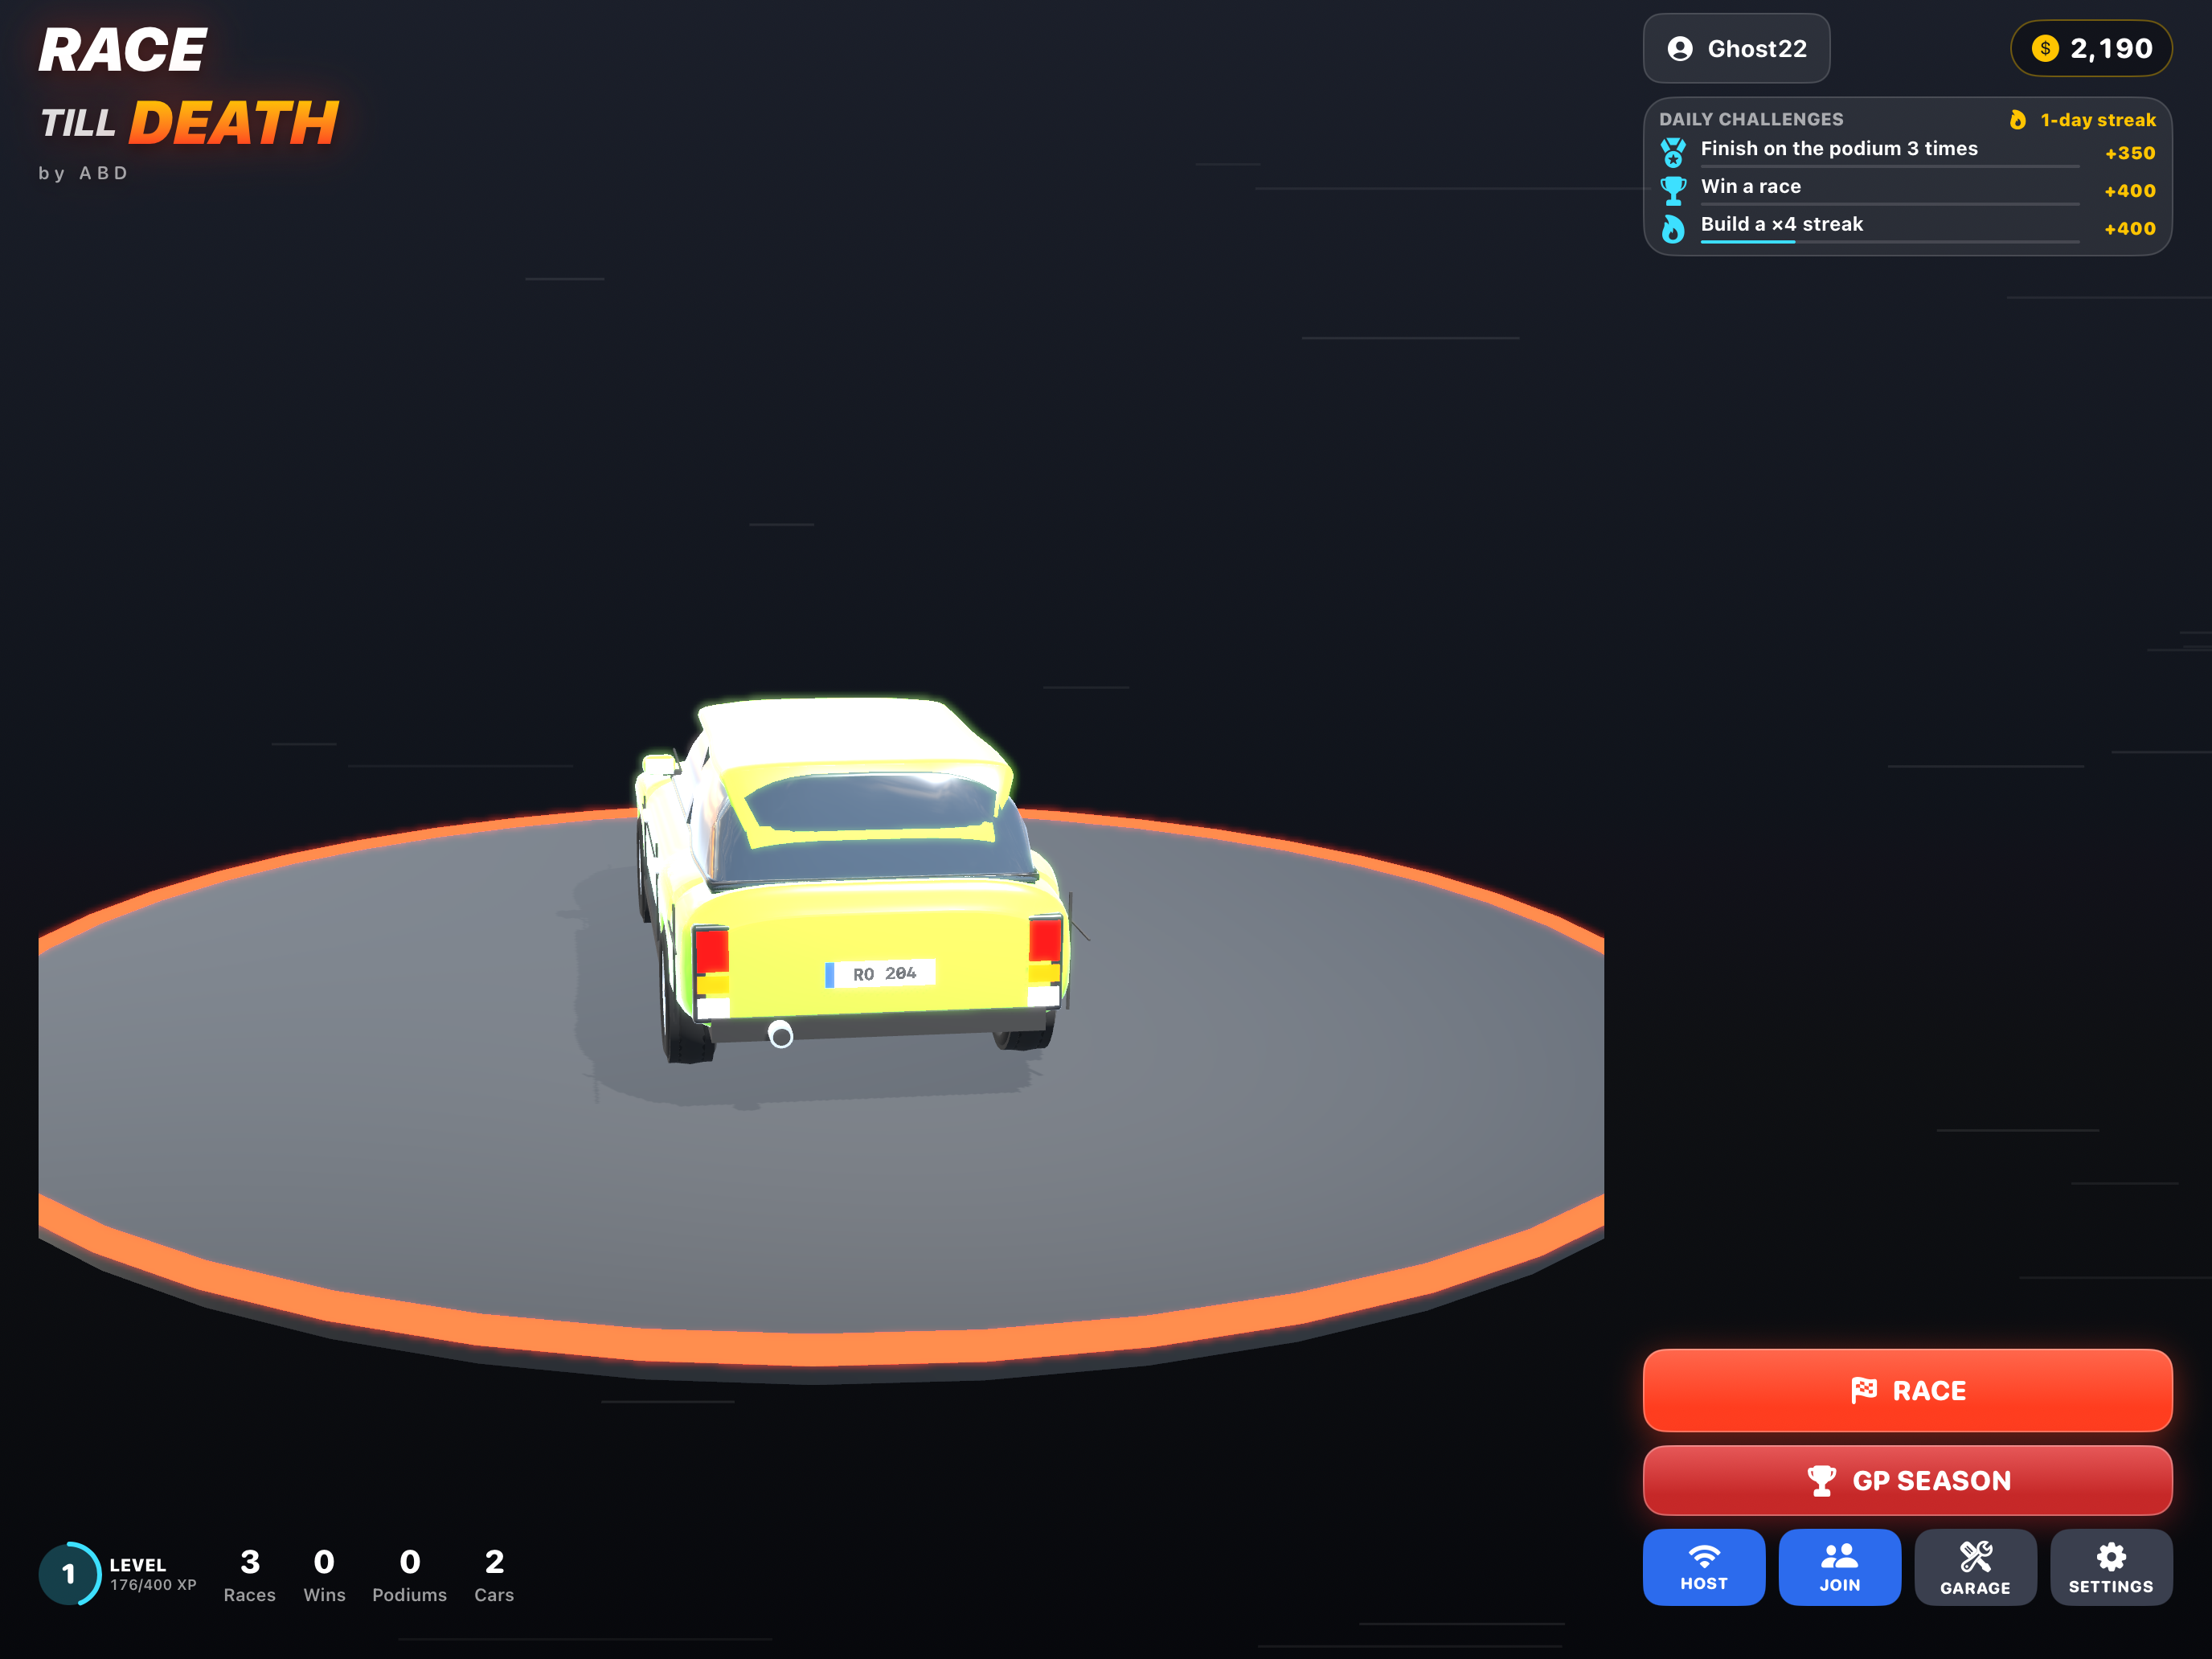 RACE
TILL DEATH
by ABD
Ghost22
$ 2,190
DAILY CHALLENGES
1-day streak
Finish on the podium 3 times
+350
Win a race
+400
Build a ×4 streak
+400
RO 204
RACE
GP SEASON
HOST
JOIN
GARAGE
SETTINGS
1
LEVEL
176/400 XP
3
Races
0
Wins
0
Podiums
2
Cars